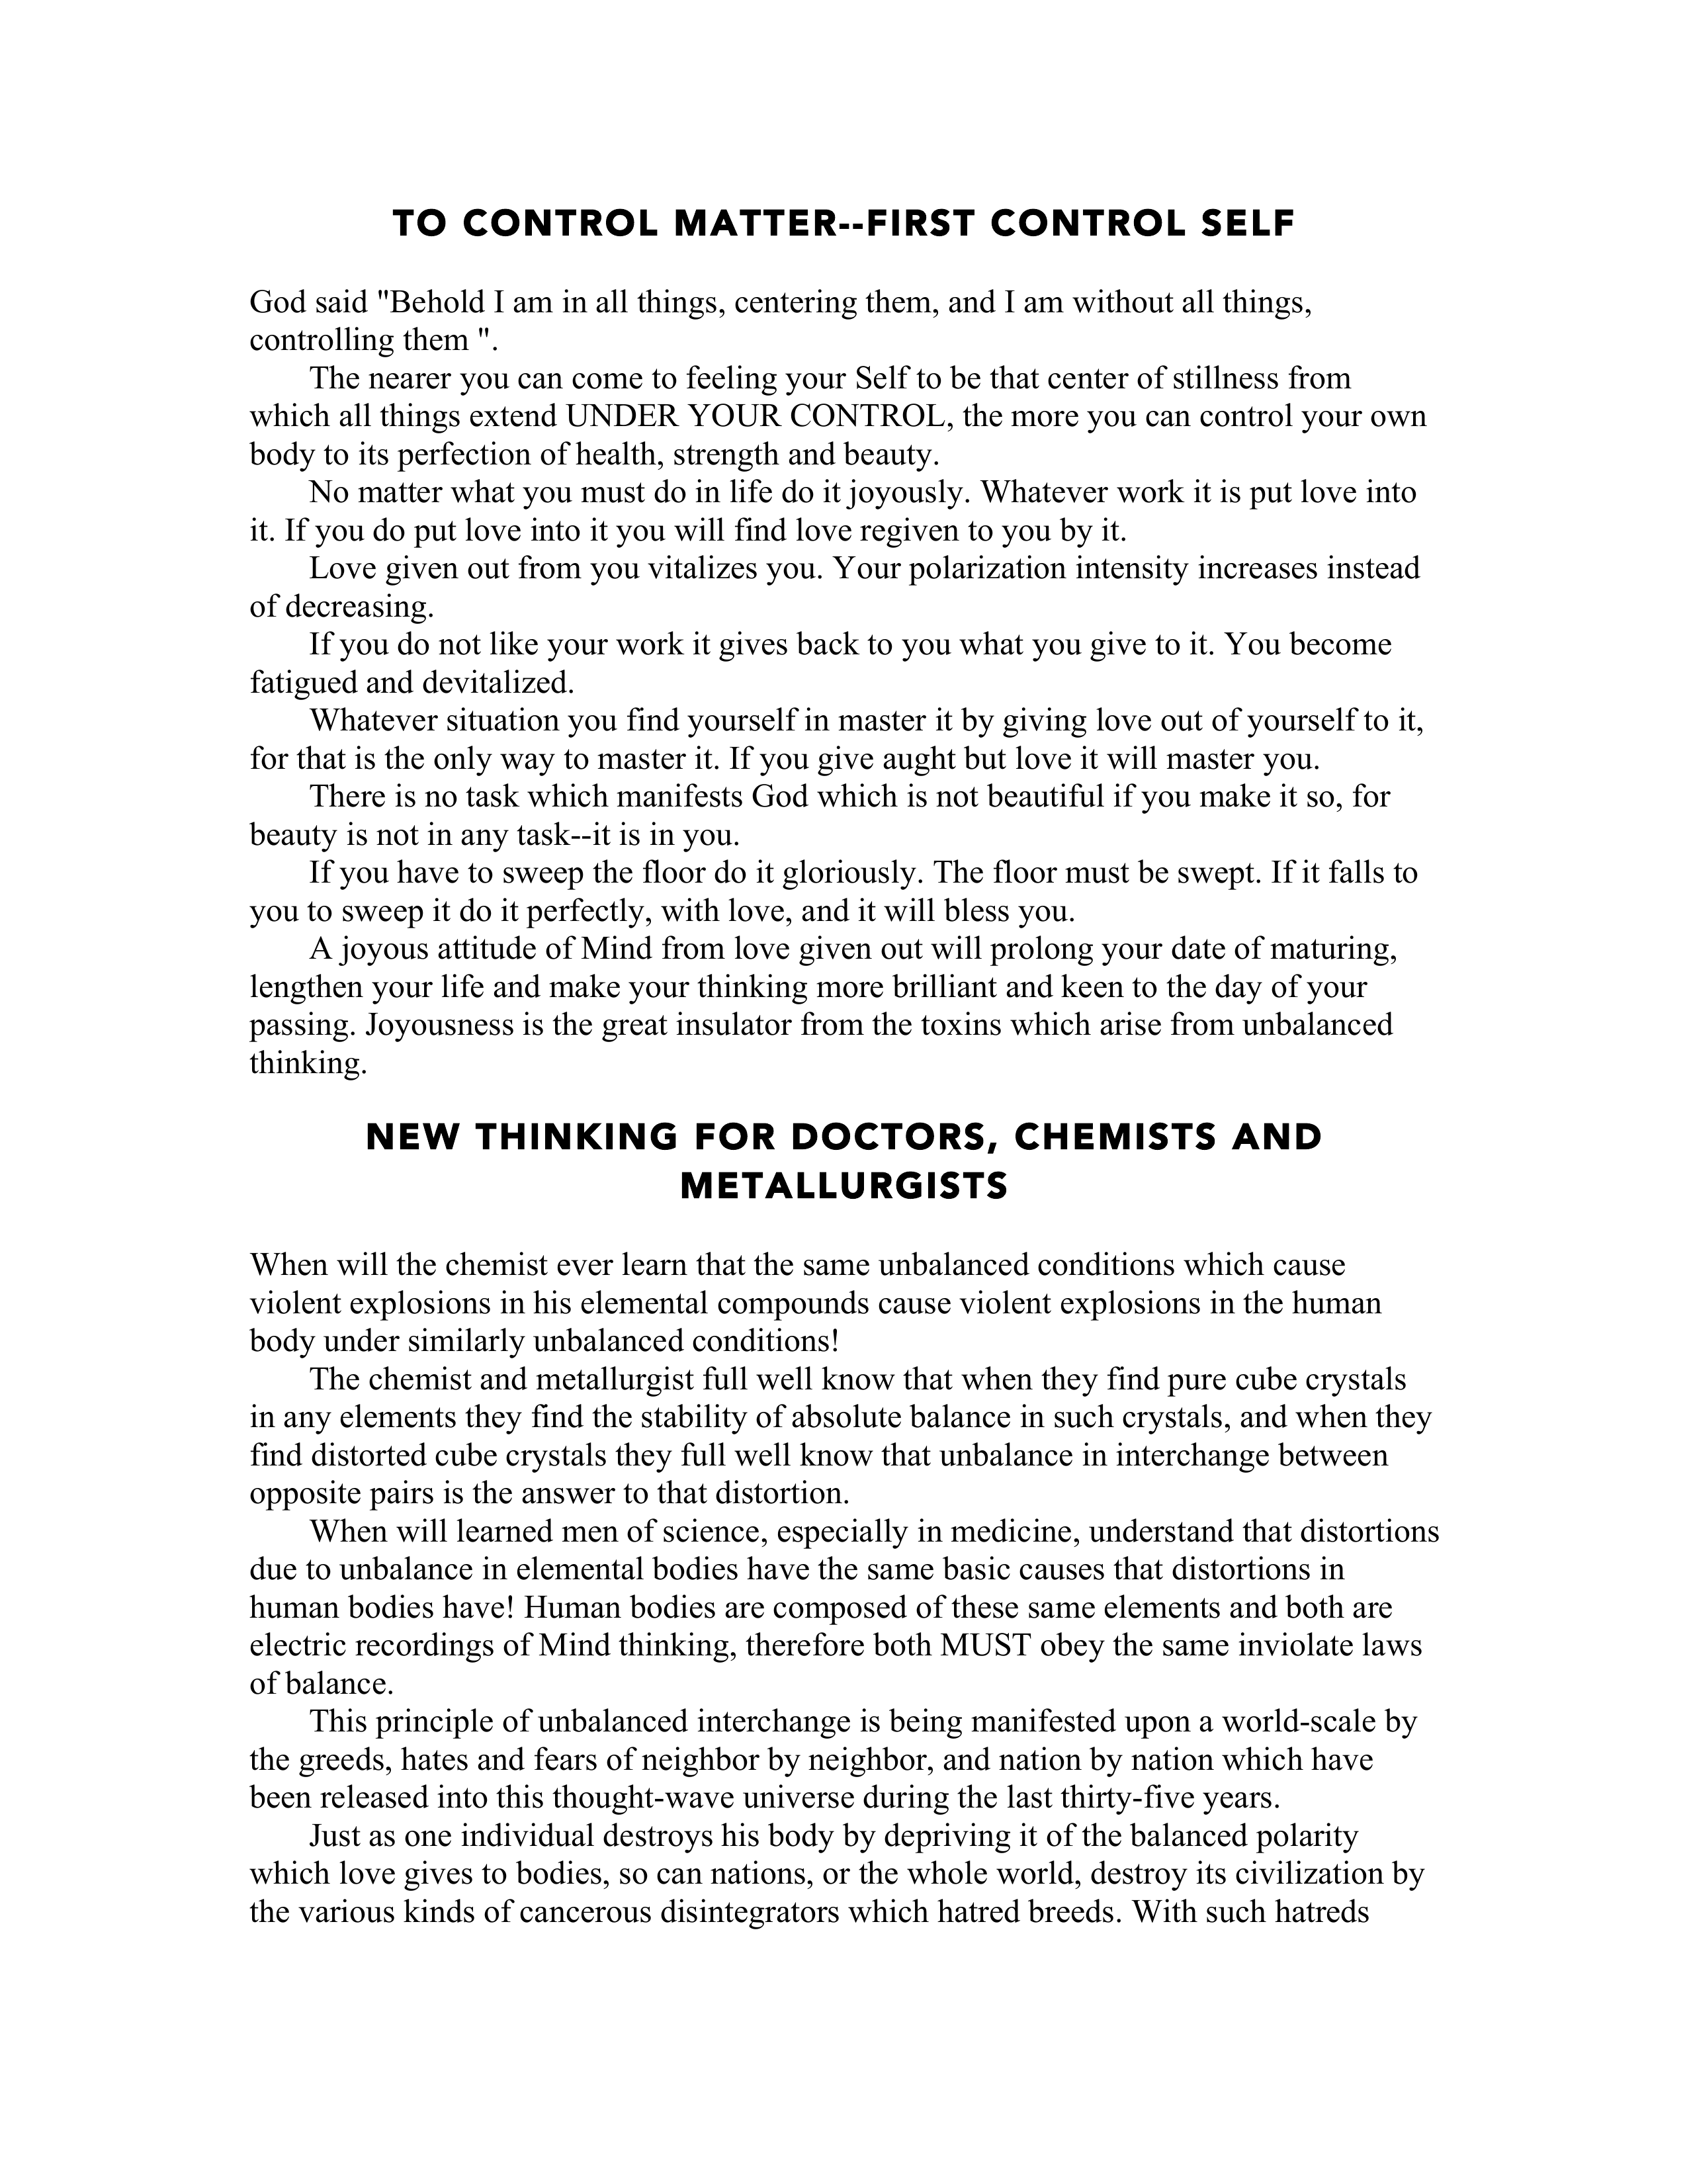 TO CONTROL MATTER--FIRST CONTROL SELF
God said "Behold I am in all things, centering them, and I am without all things,
controlling them ".
The nearer you can come to feeling your Self to be that center of stillness from
which all things extend UNDER YOUR CONTROL, the more you can control your own
body to its perfection of health, strength and beauty.
No matter what you must do in life do it joyously. Whatever work it is put love into
it. If you do put love into it you will find love regiven to you by it.
Love given out from you vitalizes you. Your polarization intensity increases instead
of decreasing.
If you do not like your work it gives back to you what you give to it. You become
fatigued and devitalized.
Whatever situation you find yourself in master it by giving love out of yourself to it,
for that is the only way to master it. If you give aught but love it will master you.
There is no task which manifests God which is not beautiful if you make it so, for
beauty is not in any task--it is in you.
If you have to sweep the floor do it gloriously. The floor must be swept. If it falls to
you to sweep it do it perfectly, with love, and it will bless you.
A joyous attitude of Mind from love given out will prolong your date of maturing,
lengthen your life and make your thinking more brilliant and keen to the day of your
passing. Joyousness is the great insulator from the toxins which arise from unbalanced
thinking.
NEW THINKING FOR DOCTORS, CHEMISTS AND
METALLURGISTS
When will the chemist ever learn that the same unbalanced conditions which cause
violent explosions in his elemental compounds cause violent explosions in the human
body under similarly unbalanced conditions!
The chemist and metallurgist full well know that when they find pure cube crystals
in any elements they find the stability of absolute balance in such crystals, and when they
find distorted cube crystals they full well know that unbalance in interchange between
opposite pairs is the answer to that distortion.
When will learned men of science, especially in medicine, understand that distortions
due to unbalance in elemental bodies have the same basic causes that distortions in
human bodies have! Human bodies are composed of these same elements and both are
electric recordings of Mind thinking, therefore both MUST obey the same inviolate laws
of balance.
This principle of unbalanced interchange is being manifested upon a world-scale by
the greeds, hates and fears of neighbor by neighbor, and nation by nation which have
been released into this thought-wave universe during the last thirty-five years.
Just as one individual destroys his body by depriving it of the balanced polarity
which love gives to bodies, so can nations, or the whole world, destroy its civilization by
the various kinds of cancerous disintegrators which hatred breeds. With such hatreds